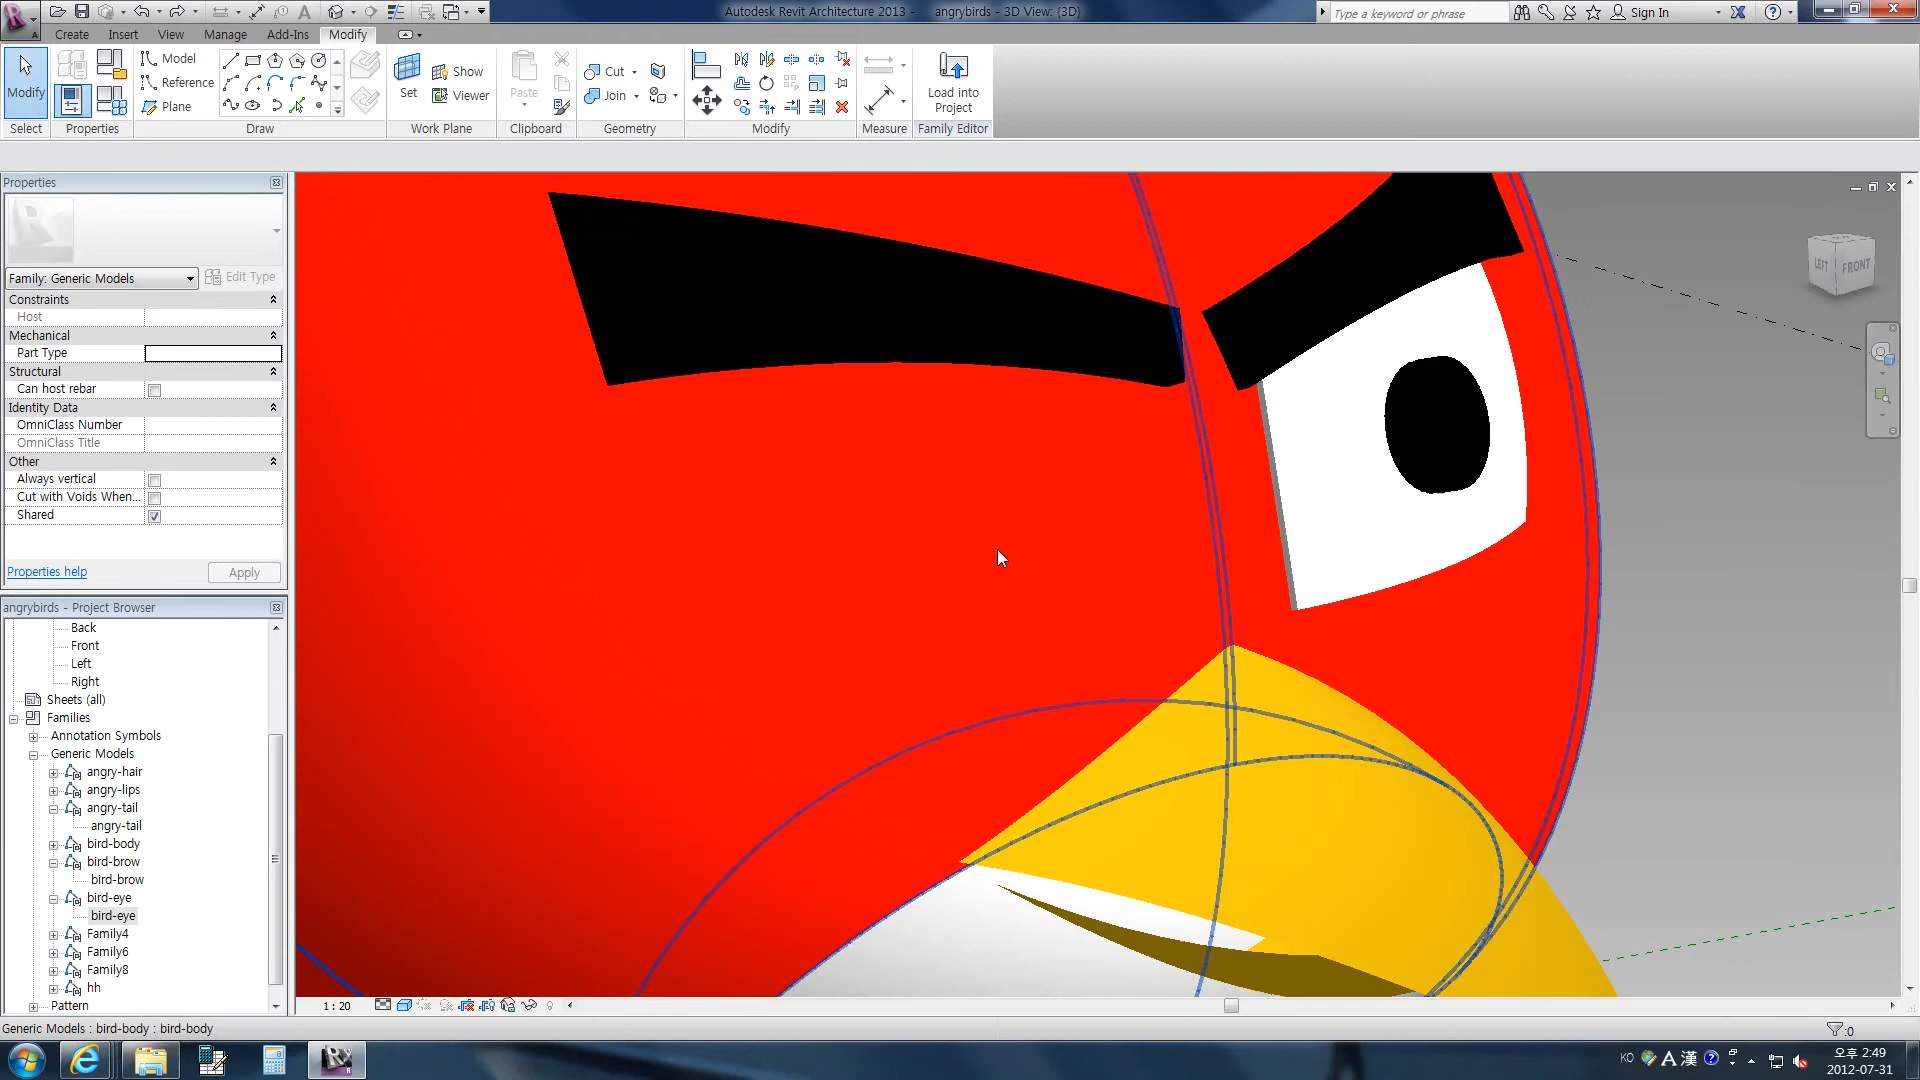 Autodesk Revit Architecture 2013 - angrybirds - 3D View: {3D}
Type a keyword or phrase
Sign In
Create Insert View Manage Add-Ins Modify
Modify
Model
Reference
Plane
Set
Show
Viewer
Paste
Cut
Join
Load into
Project
Select Properties Draw Work Plane Clipboard Geometry Modify Measure Family Editor
Properties
Family: Generic Models
Edit Type
Constraints
Host
Mechanical
Part Type
Structural
Can host rebar
Identity Data
OmniClass Number
OmniClass Title
Other
Always vertical
Cut with Voids When...
Shared
Properties help
Apply
LEFT FRONT
angrybirds - Project Browser
Back
Front
Left
Right
Sheets (all)
Families
Annotation Symbols
Generic Models
angry-hair
angry-lips
angry-tail
angry-tail
bird-body
bird-brow
bird-brow
bird-eye
bird-eye
Family4
Family6
Family8
hh
Pattern
1 : 20
Generic Models : bird-body : bird-body
:0
KO A 漢
오후 2:49
2012-07-31